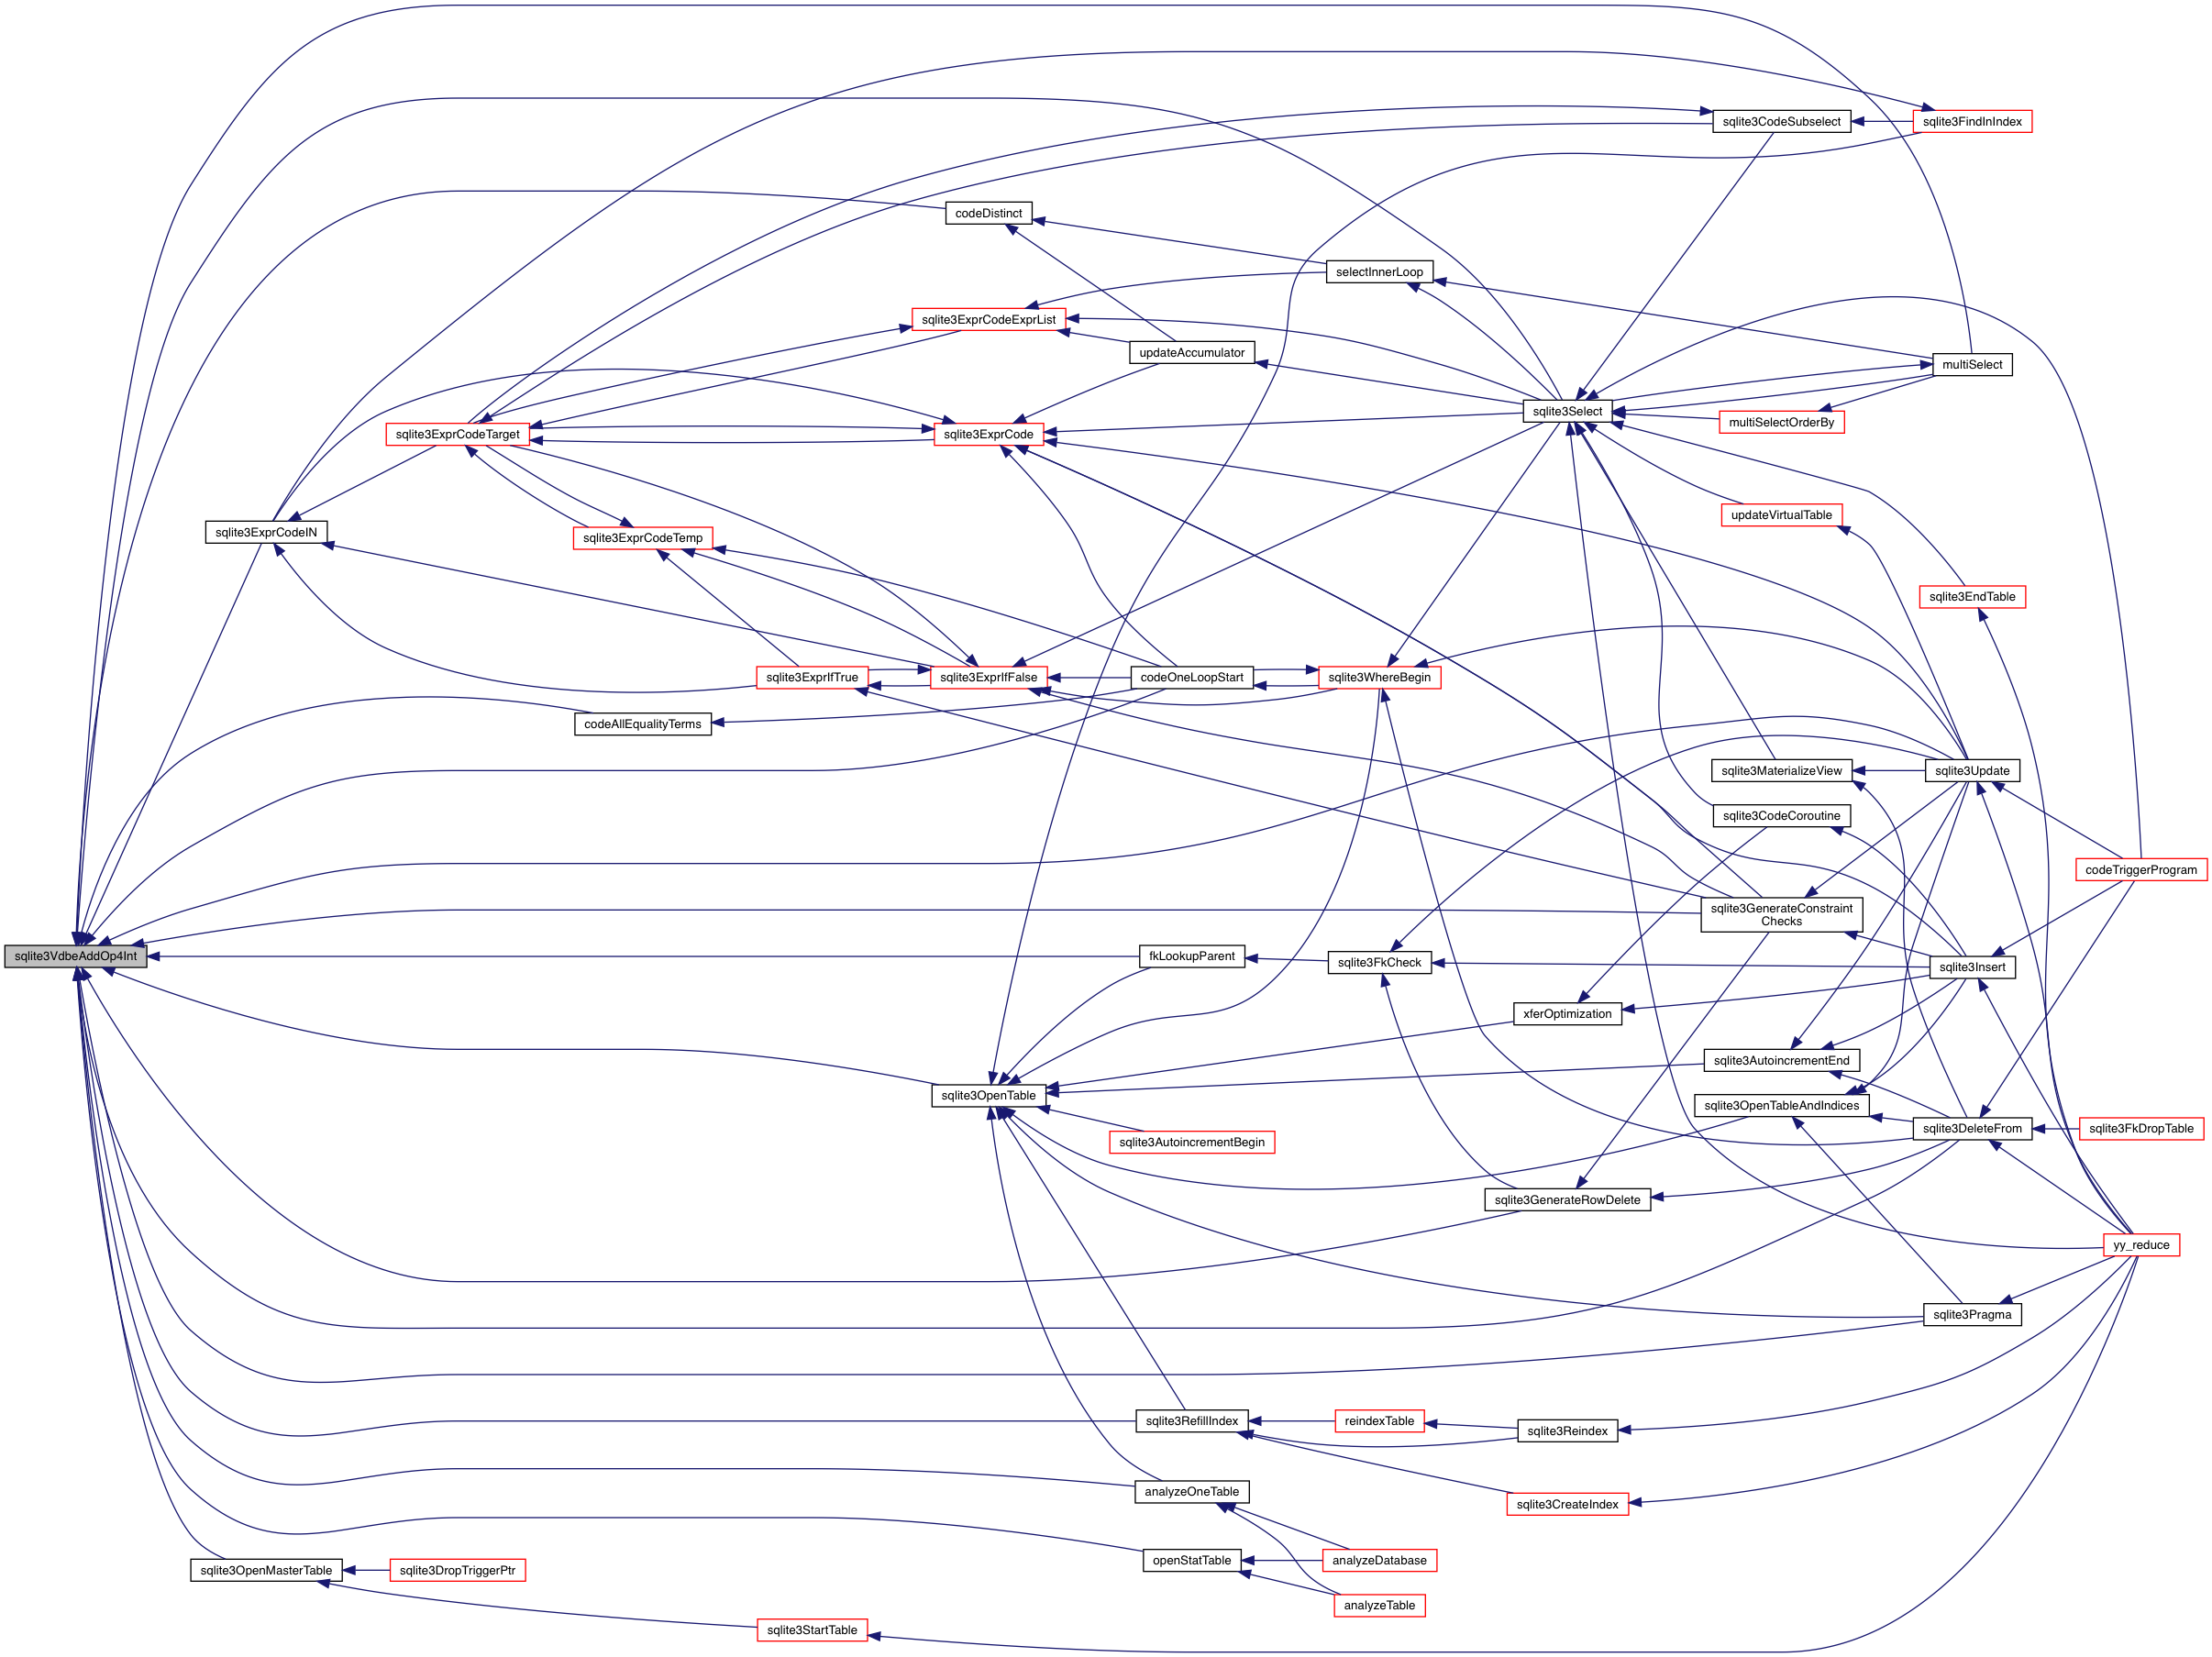 sqlite3CodeSubselect
sqlite3FindInIndex
codeDistinct
selectInnerLoop
sqlite3ExprCodeExprList
updateAccumulator
multiSelect
sqlite3Select
multiSelectOrderBy
sqlite3ExprCodeTarget
sqlite3ExprCode
updateVirtualTable
sqlite3ExprCodeIN
sqlite3ExprCodeTemp
sqlite3EndTable
sqlite3ExprIfTrue
sqlite3ExprIfFalse
codeOneLoopStart
sqlite3WhereBegin
codeAllEqualityTerms
sqlite3MaterializeView
sqlite3Update
sqlite3CodeCoroutine
codeTriggerProgram
sqlite3GenerateConstraint
Checks
sqlite3VdbeAddOp4Int
fkLookupParent
sqlite3FkCheck
sqlite3Insert
xferOptimization
sqlite3AutoincrementEnd
sqlite3OpenTable
sqlite3OpenTableAndIndices
sqlite3AutoincrementBegin
sqlite3DeleteFrom
sqlite3FkDropTable
sqlite3GenerateRowDelete
yy_reduce
sqlite3Pragma
sqlite3RefillIndex
reindexTable
sqlite3Reindex
analyzeOneTable
sqlite3CreateIndex
openStatTable
analyzeDatabase
sqlite3OpenMasterTable
sqlite3DropTriggerPtr
analyzeTable
sqlite3StartTable